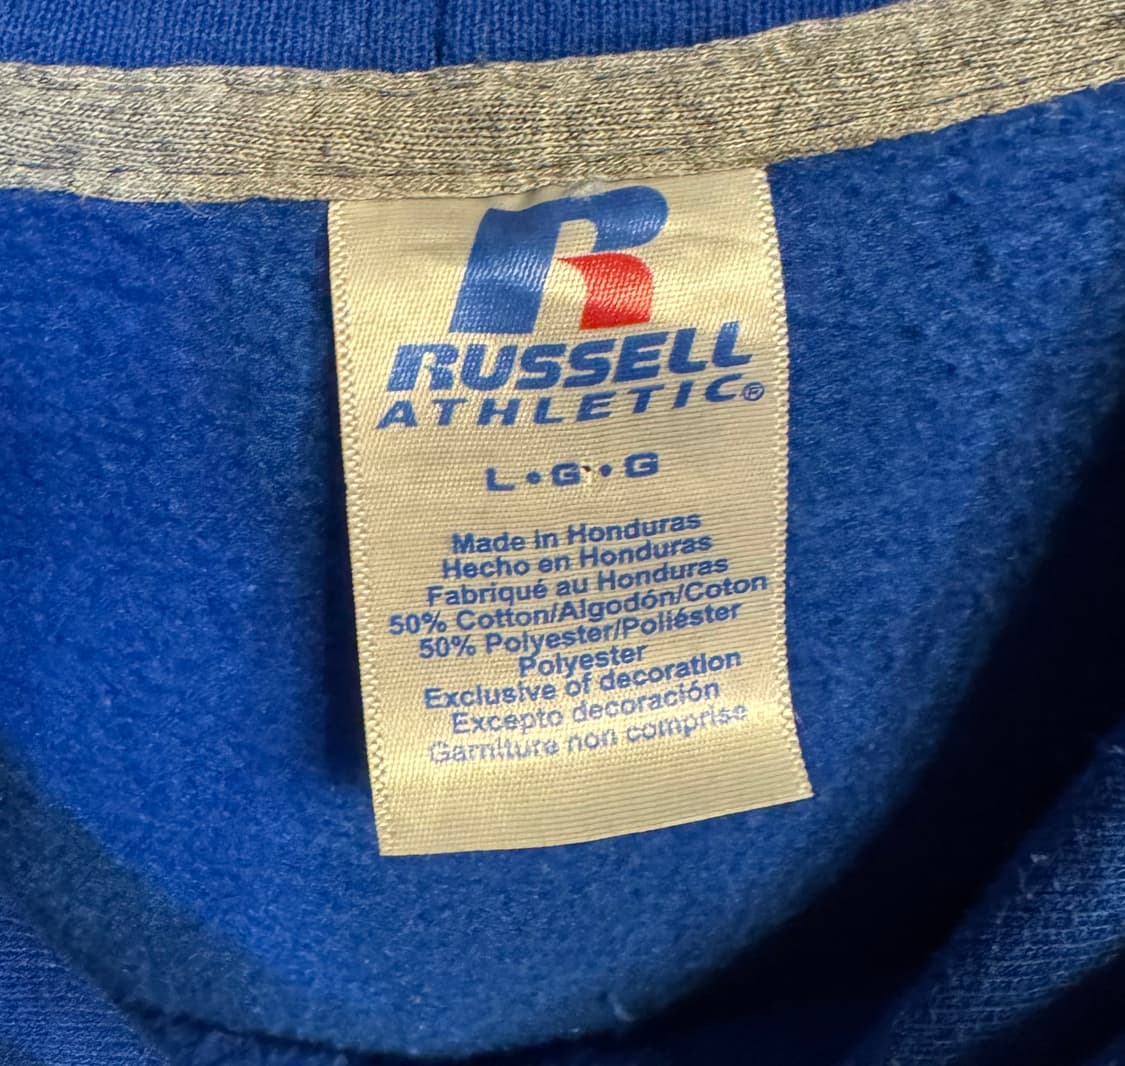 R
RUSSELL
ATHLETIC®
L • G • G
Made in Honduras
Hecho en Honduras
Fabriqué au Honduras
50% Cotton/Algodón/Coton
50% Polyester/Poliéster
Polyester
Exclusive of decoration
Excepto decoración
Garniture non comprise